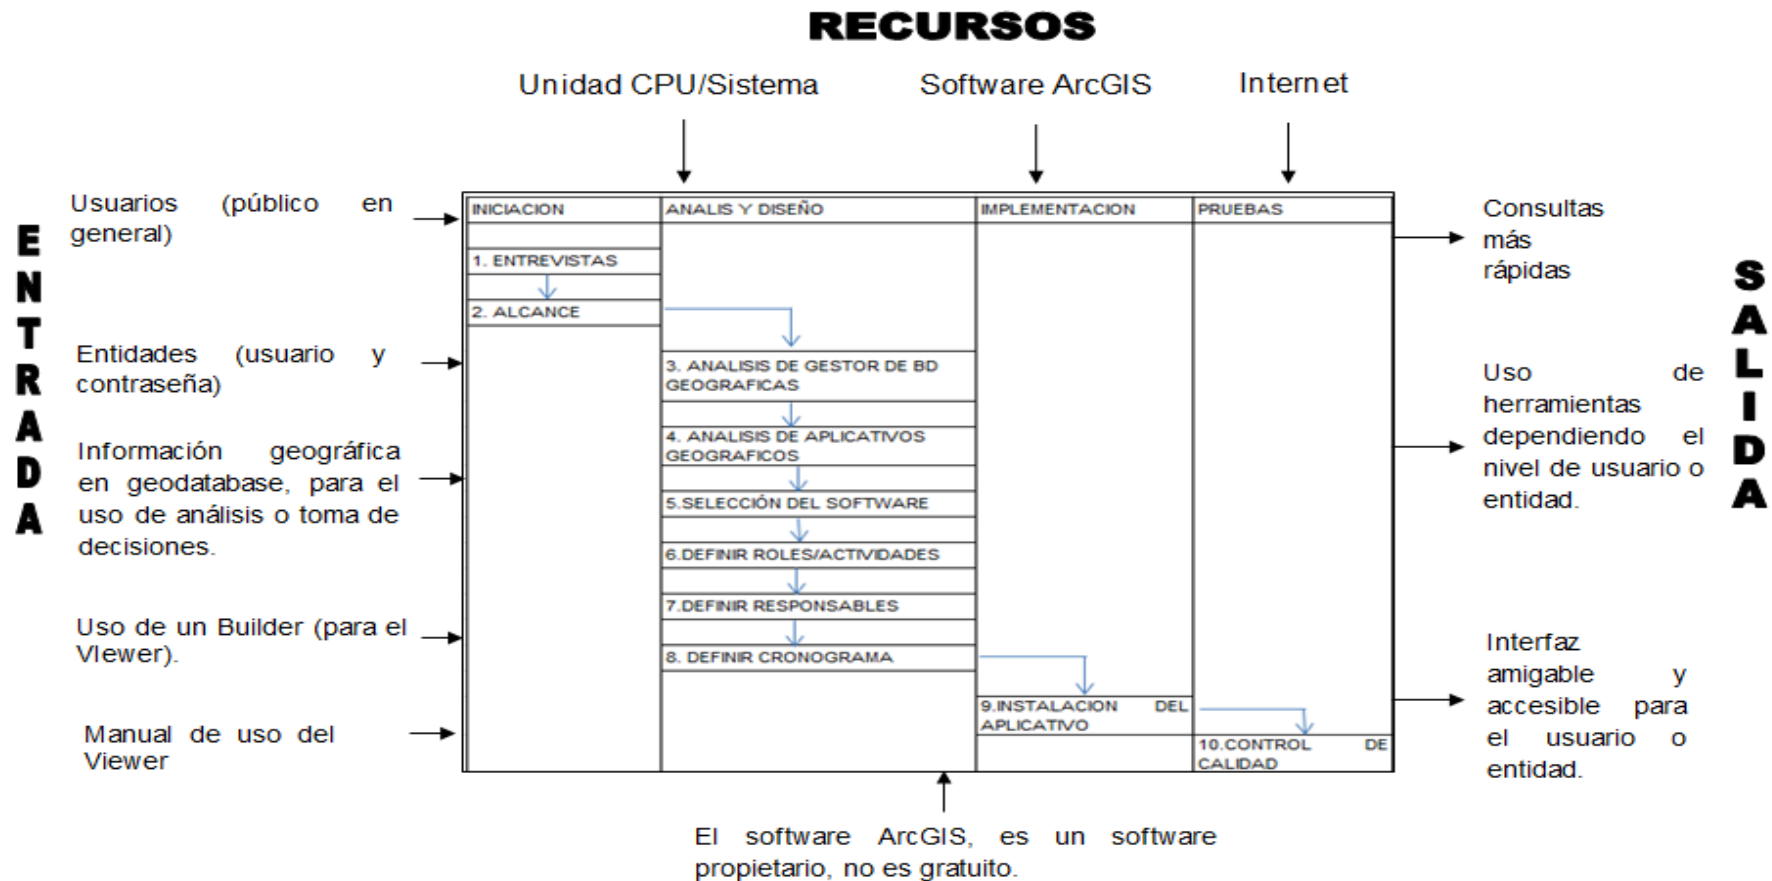 RECURSOS
Unidad CPU/Sistema
Software ArcGIS
Internet
ENTRADA
Usuarios (público en
general)
Entidades (usuario y
contraseña)
Información geográfica
en geodatabase, para el
uso de análisis o toma de
decisiones.
Uso de un Builder (para el
VIewer).
Manual de uso del
Viewer
INICIACION
1. ENTREVISTAS
2. ALCANCE
ANALIS Y DISEÑO
3. ANALISIS DE GESTOR DE BD
GEOGRAFICAS
4. ANALISIS DE APLICATIVOS
GEOGRAFICOS
5.SELECCIÓN DEL SOFTWARE
6.DEFINIR ROLES/ACTIVIDADES
7.DEFINIR RESPONSABLES
8. DEFINIR CRONOGRAMA
IMPLEMENTACION
9.INSTALACION DEL
APLICATIVO
PRUEBAS
10.CONTROL DE
CALIDAD
Consultas
más
rápidas
Uso de
herramientas
dependiendo el
nivel de usuario o
entidad.
Interfaz
amigable y
accesible para
el usuario o
entidad.
SALIDA
El software ArcGIS, es un software
propietario, no es gratuito.